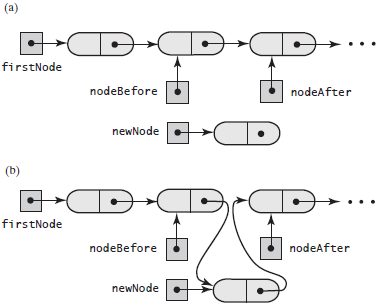 (a)
firstNode
nodeBefore
nodeAfter
newNode
(b)
firstNode
nodeBefore
nodeAfter
newNode